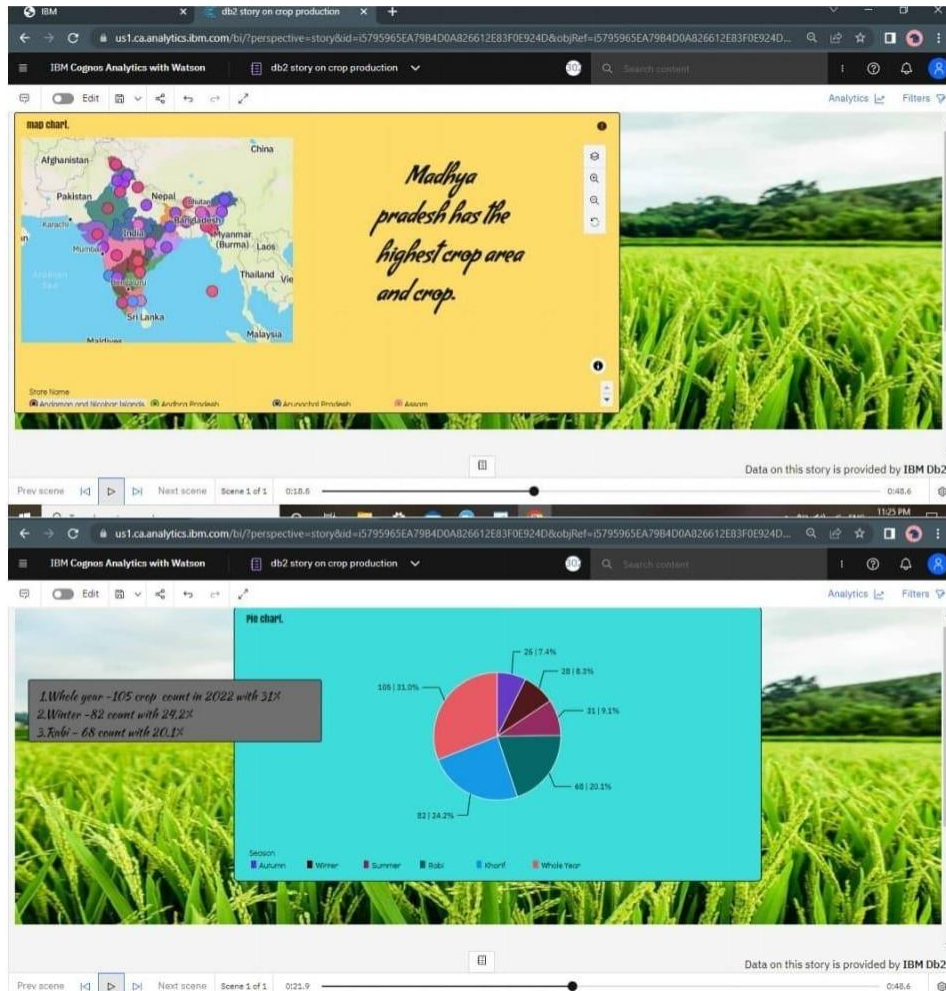 IBM
db2 story on crop production
us1.ca.analytics.ibm.com/bi/?perspective=story&id=i5795965EA79B4D0A826612E83F0E924D&objRef=i5795965EA79B4D0A826612E83F0E924D...
IBM Cognos Analytics with Watson
db2 story on crop production
Search content
Edit
Analytics
Filters
map chart.
Afghanistan
China
Pakistan
Nepal
Bhutan
Karachi
Bangladesh
India
Myanmar
(Burma)
Laos
Mumbai
Arabian
Sea
Thailand
Vie
Bengaluru
Sri Lanka
Maldives
Malaysia
Madhya
pradesh has the
highest crop area
and crop.
State Name
Andaman and Nicobar Islands
Andhra Pradesh
Arunachal Pradesh
Assam
Data on this story is provided by IBM Db2
Prev scene
Next scene
Scene 1 of 1
0:18.6
0:48.6
11:25 PM
us1.ca.analytics.ibm.com/bi/?perspective=story&id=i5795965EA79B4D0A826612E83F0E924D&objRef=i5795965EA79B4D0A826612E83F0E924D...
IBM Cognos Analytics with Watson
db2 story on crop production
Search content
Edit
Analytics
Filters
Pie chart.
1.Whole year -105 crop count in 2022 with 31%
2.Winter -82 count with 24.2%
3.Rabi - 68 count with 20.1%
25 | 7.4%
28 | 8.3%
31 | 9.1%
68 | 20.1%
82 | 24.2%
105 | 31.0%
Season
Autumn
Winter
Summer
Rabi
Kharif
Whole Year
Data on this story is provided by IBM Db2
Prev scene
Next scene
Scene 1 of 1
0:21.9
0:48.6